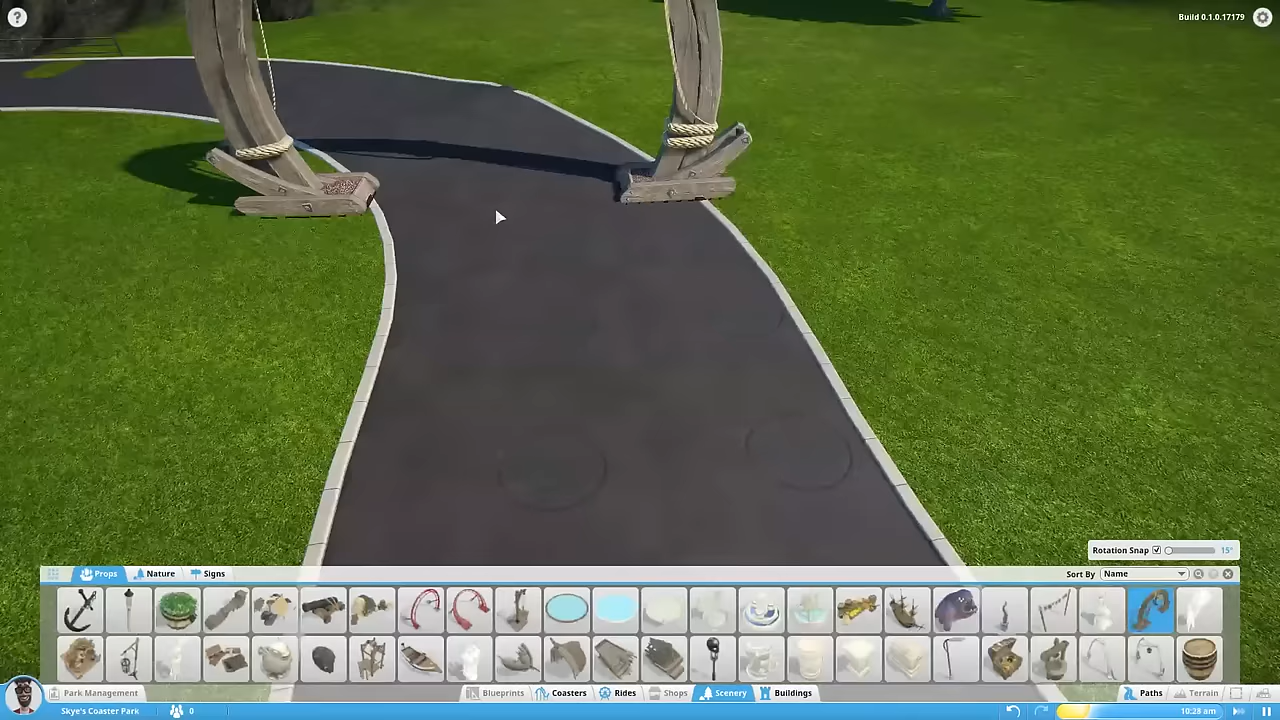 ?
Build 0.1.0.17179
Rotation Snap 15°
Props Nature Signs Sort By Name
Park Management Blueprints Coasters Rides Shops Scenery Buildings Paths Terrain
Skye's Coaster Park 0 10:28 am